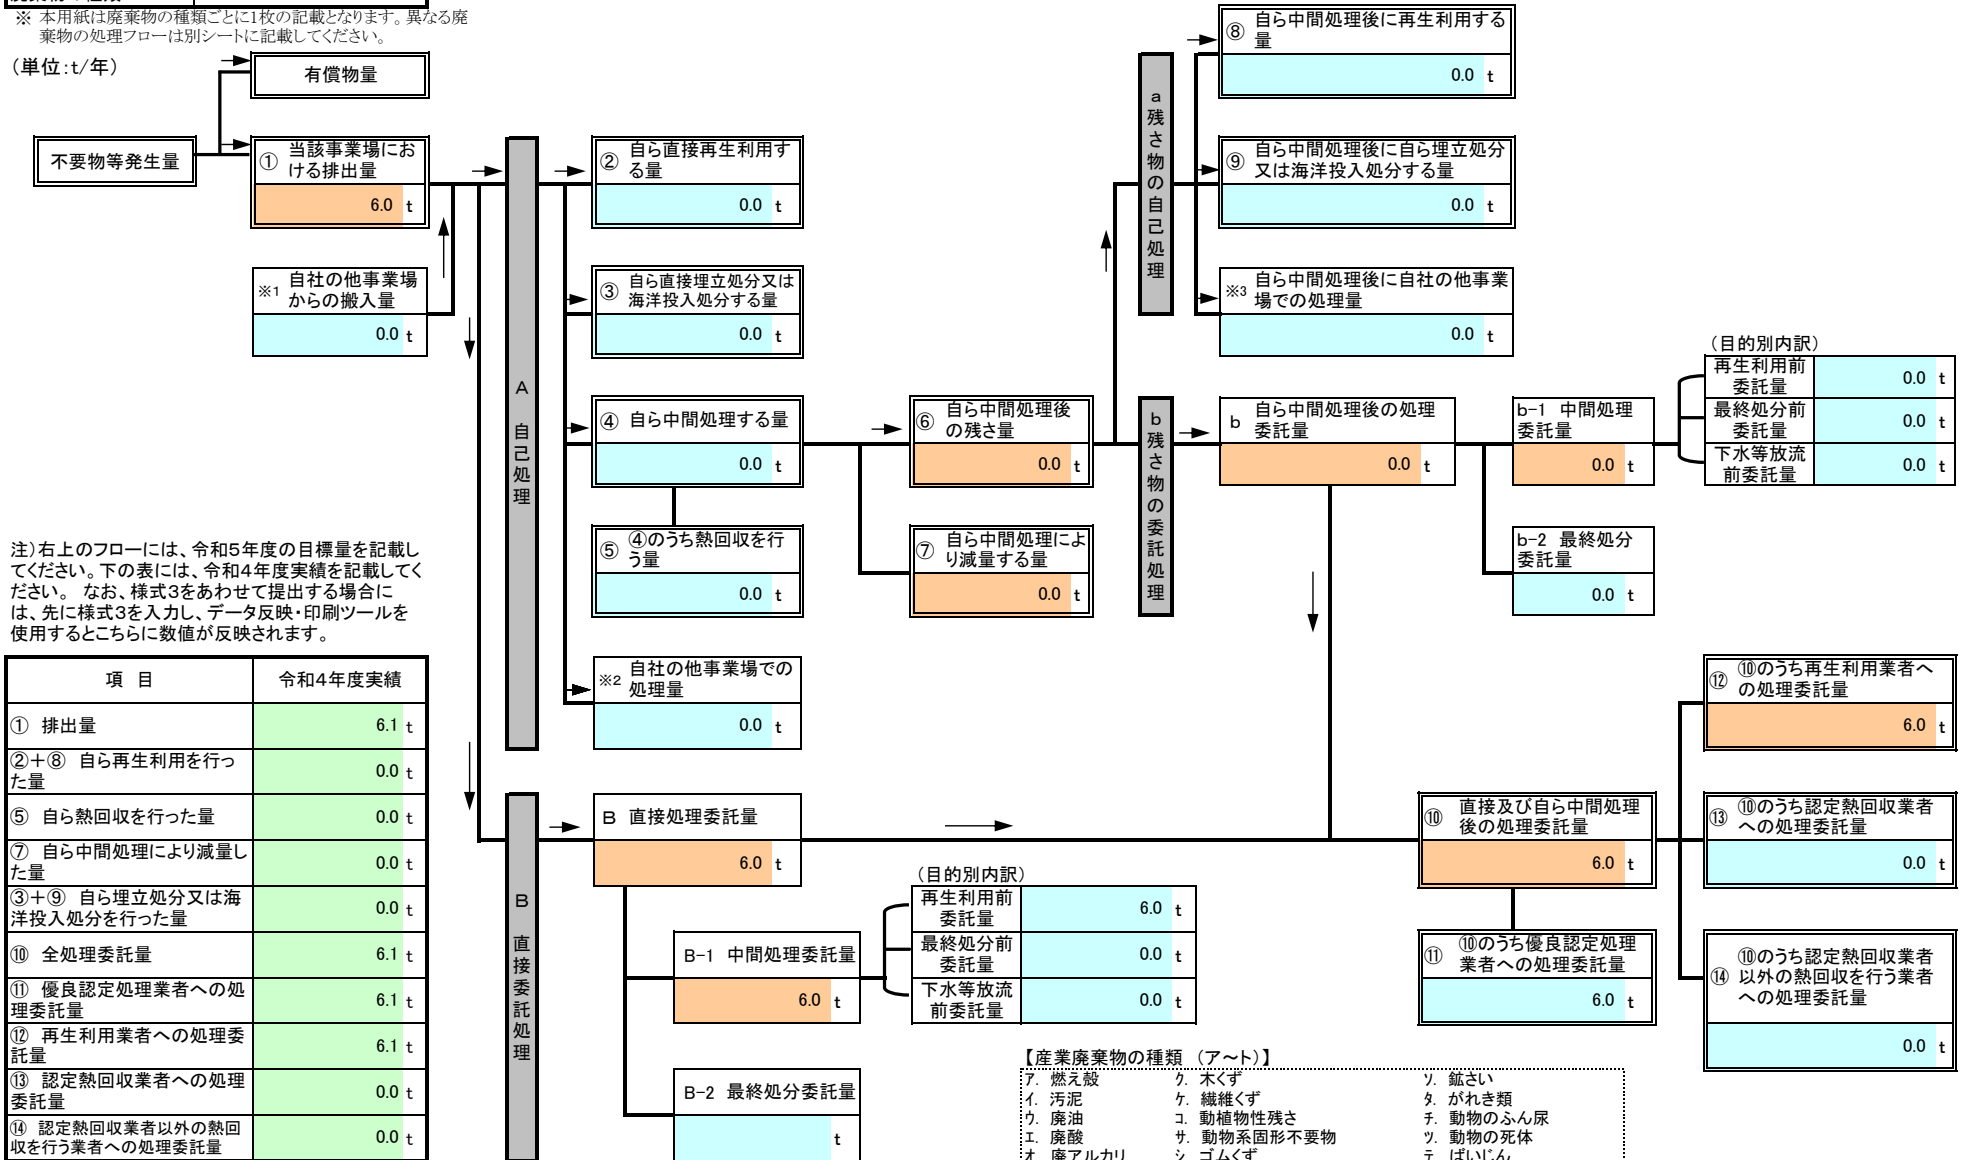 ※ 本用紙は廃棄物の種類ごとに1枚の記載となります。異なる廃
棄物の処理フローは別シートに記載してください。
（単位：t/年）
有償物量
不要物等発生量
① 当該事業場にお
ける排出量
6.0 t
※1 自社の他事業場
からの搬入量
0.0 t
A 自己処理
② 自ら直接再生利用す
る量
0.0 t
③ 自ら直接埋立処分又は
海洋投入処分する量
0.0 t
④ 自ら中間処理する量
0.0 t
⑤ ④のうち熱回収を行
う量
0.0 t
※2 自社の他事業場での
処理量
0.0 t
⑥ 自ら中間処理後
の残さ量
0.0 t
⑦ 自ら中間処理によ
り減量する量
0.0 t
a 残さ物の自己処理
⑧ 自ら中間処理後に再生利用する
量
0.0 t
⑨ 自ら中間処理後に自ら埋立処分
又は海洋投入処分する量
0.0 t
※3 自ら中間処理後に自社の他事業
場での処理量
0.0 t
b 残さ物の委託処理
b 自ら中間処理後の処理
委託量
0.0 t
b-1 中間処理
委託量
0.0 t
（目的別内訳）
再生利用前
委託量
0.0 t
最終処分前
委託量
0.0 t
下水等放流
前委託量
0.0 t
b-2 最終処分
委託量
0.0 t
注）右上のフローには、令和5年度の目標量を記載し
てください。下の表には、令和4年度実績を記載してく
ださい。 なお、様式3をあわせて提出する場合に
は、先に様式3を入力し、データ反映・印刷ツールを
使用するとこちらに数値が反映されます。
項 目 令和4年度実績
① 排出量 6.1 t
②＋⑧ 自ら再生利用を行っ
た量 0.0 t
⑤ 自ら熱回収を行った量 0.0 t
⑦ 自ら中間処理により減量し
た量 0.0 t
③＋⑨ 自ら埋立処分又は海
洋投入処分を行った量 0.0 t
⑩ 全処理委託量 6.1 t
⑪ 優良認定処理業者への処
理委託量 6.1 t
⑫ 再生利用業者への処理委
託量 6.1 t
⑬ 認定熱回収業者への処理
委託量 0.0 t
⑭ 認定熱回収業者以外の熱回
収を行う業者への処理委託量 0.0 t
B 直接委託処理
B 直接処理委託量
6.0 t
B-1 中間処理委託量
6.0 t
（目的別内訳）
再生利用前
委託量
6.0 t
最終処分前
委託量
0.0 t
下水等放流
前委託量
0.0 t
B-2 最終処分委託量
t
⑩ 直接及び自ら中間処理
後の処理委託量
6.0 t
⑪ ⑩のうち優良認定処理
業者への処理委託量
6.0 t
⑫ ⑩のうち再生利用業者へ
の処理委託量
6.0 t
⑬ ⑩のうち認定熱回収業者
への処理委託量
0.0 t
⑭ ⑩のうち認定熱回収業者
以外の熱回収を行う業者
への処理委託量
0.0 t
【産業廃棄物の種類 （ア～ト）】
ア. 燃え殻 ク. 木くず ソ. 鉱さい
イ. 汚泥 ケ. 繊維くず タ. がれき類
ウ. 廃油 コ. 動植物性残さ チ. 動物のふん尿
エ. 廃酸 サ. 動物系固形不要物 ツ. 動物の死体
オ. 廃アルカリ シ. ゴムくず テ. ばいじん